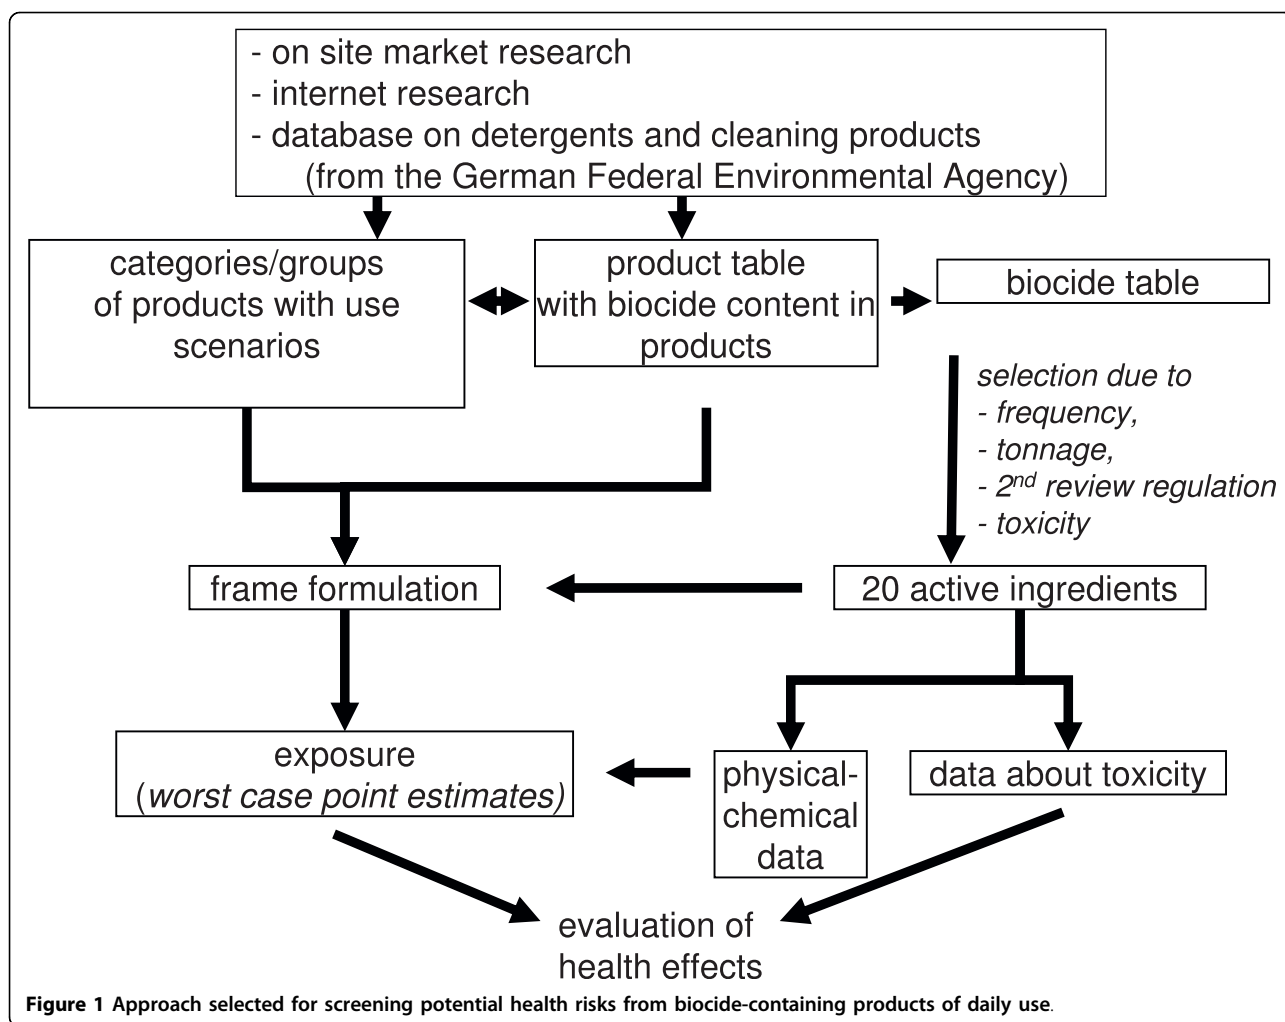 - on site market research
- internet research
- database on detergents and cleaning products
(from the German Federal Environmental Agency)
categories/groups
of products with use
scenarios
product table
with biocide content in
products
biocide table
selection due to
- frequency,
- tonnage,
- 2nd review regulation
- toxicity
frame formulation
20 active ingredients
exposure
(worst case point estimates)
physical-
chemical
data
data about toxicity
evaluation of
health effects
Figure 1 Approach selected for screening potential health risks from biocide-containing products of daily use.